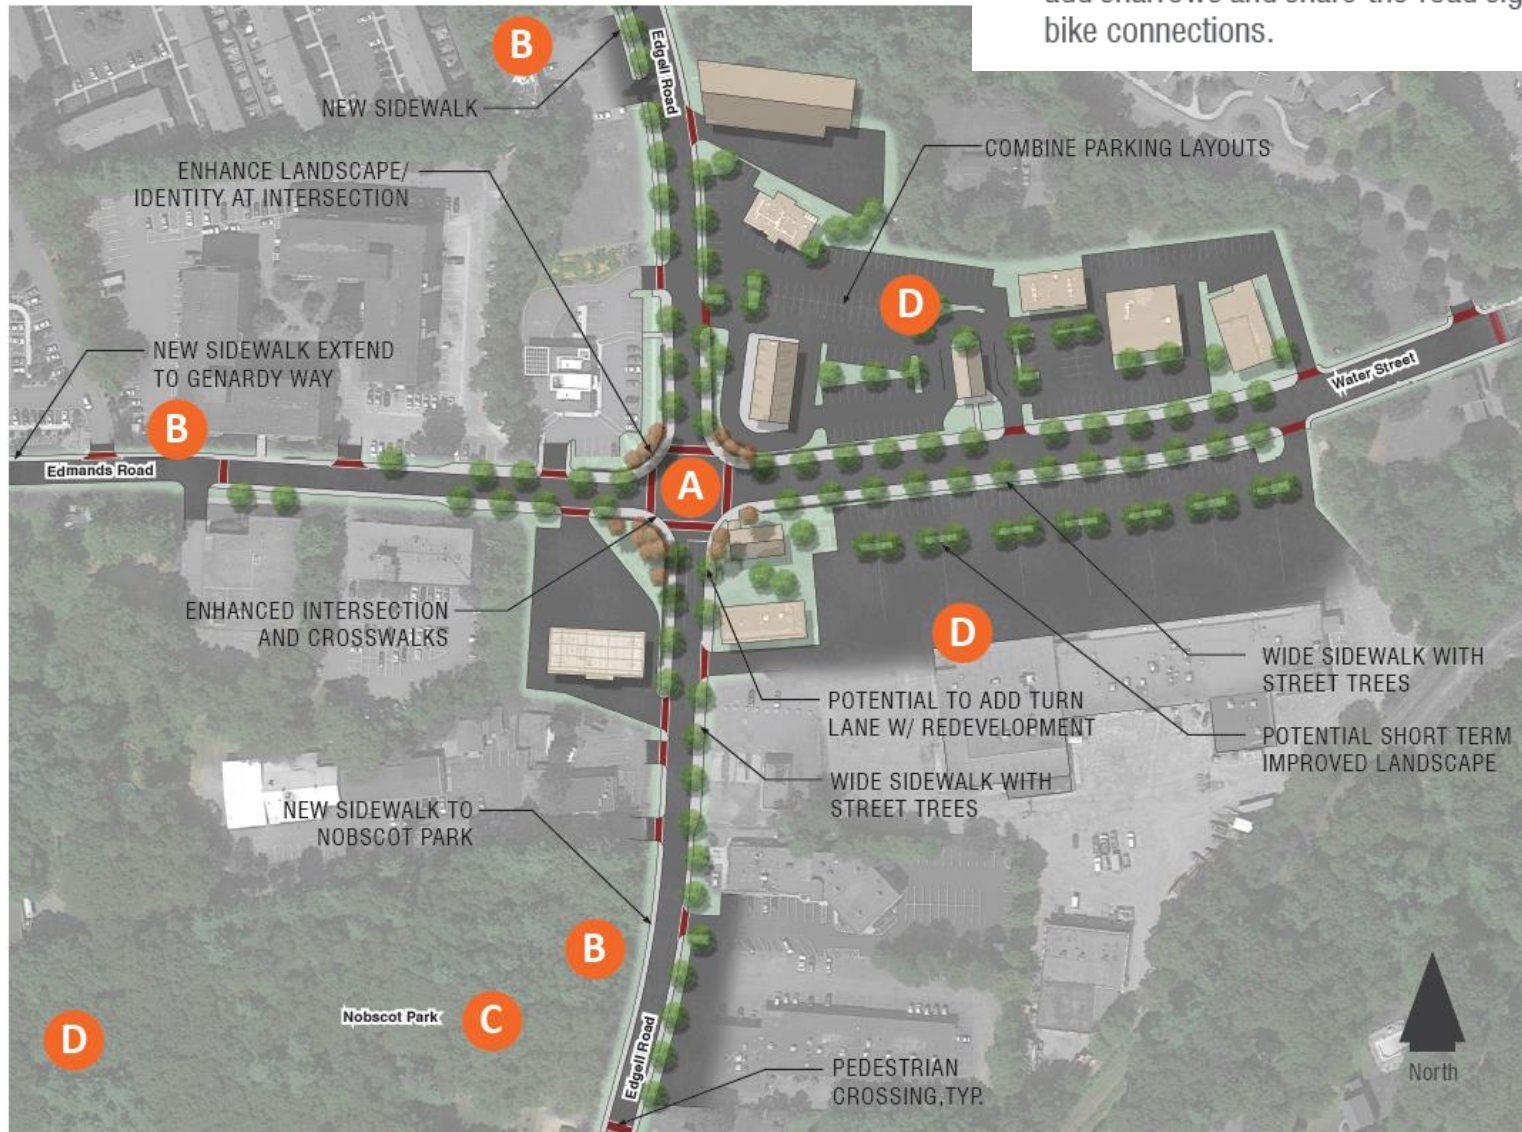 bike connections.
B
Edgell Road
NEW SIDEWALK
COMBINE PARKING LAYOUTS
ENHANCE LANDSCAPE/
IDENTITY AT INTERSECTION
D
NEW SIDEWALK EXTEND
TO GENARDY WAY
Water Street
B
Edmands Road
A
ENHANCED INTERSECTION
AND CROSSWALKS
D
WIDE SIDEWALK WITH
STREET TREES
POTENTIAL TO ADD TURN
LANE W/ REDEVELOPMENT
POTENTIAL SHORT TERM
IMPROVED LANDSCAPE
WIDE SIDEWALK WITH
STREET TREES
NEW SIDEWALK TO
NOBSCOT PARK
B
Nobscot Park
C
D
Edgell Road
PEDESTRIAN
CROSSING,TYP.
North